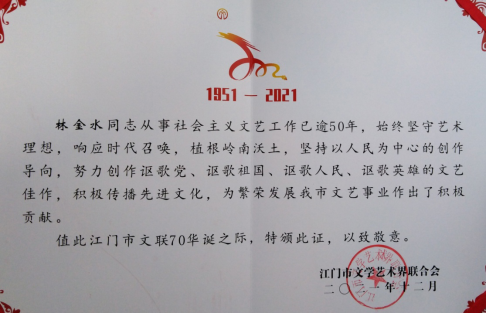 1951 — 2021
林金水同志从事社会主义文艺工作已逾50年，始终坚守艺术
理想，响应时代召唤，植根岭南沃土，坚持以人民为中心的创作
导向，努力创作讴歌党、讴歌祖国、讴歌人民、讴歌英雄的文艺
佳作，积极传播先进文化，为繁荣发展我市文艺事业作出了积极
贡献。
值此江门市文联70华诞之际，特颁此证，以致敬意。
江门市文学艺术界联合会
二〇二一年十二月